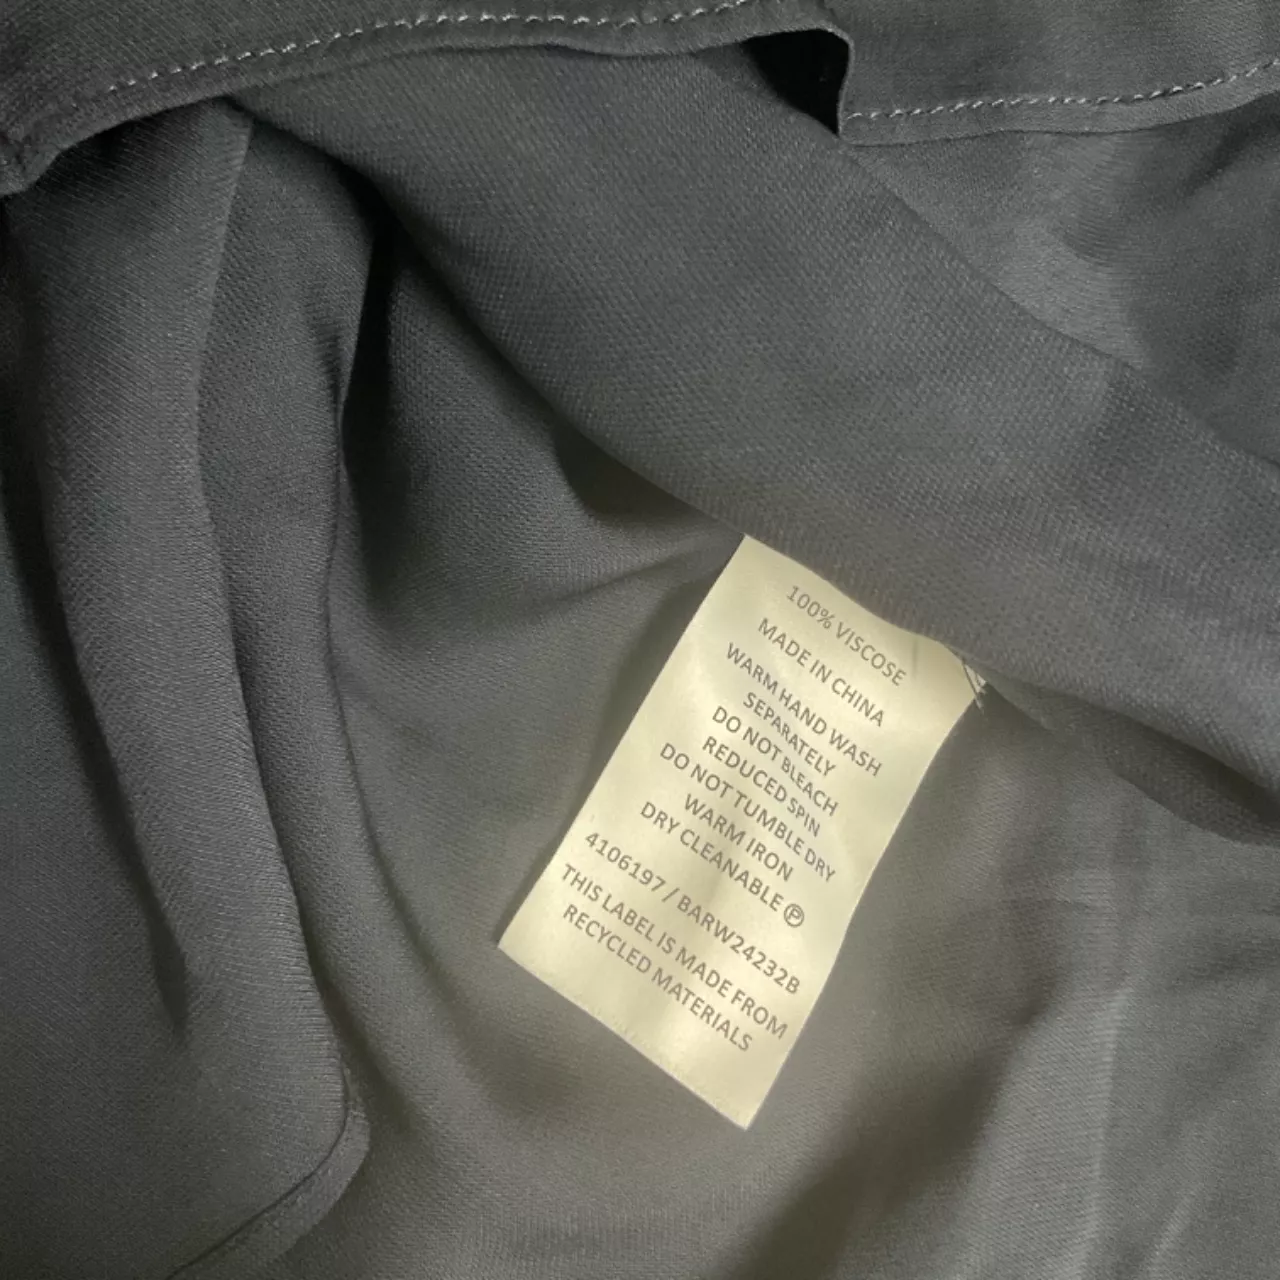 100% VISCOSE
MADE IN CHINA
WARM HAND WASH
SEPARATELY
DO NOT BLEACH
REDUCED SPIN
DO NOT TUMBLE DRY
WARM IRON
DRY CLEANABLE Ⓟ
4106197 / BARW24232B
THIS LABEL IS MADE FROM
RECYCLED MATERIALS